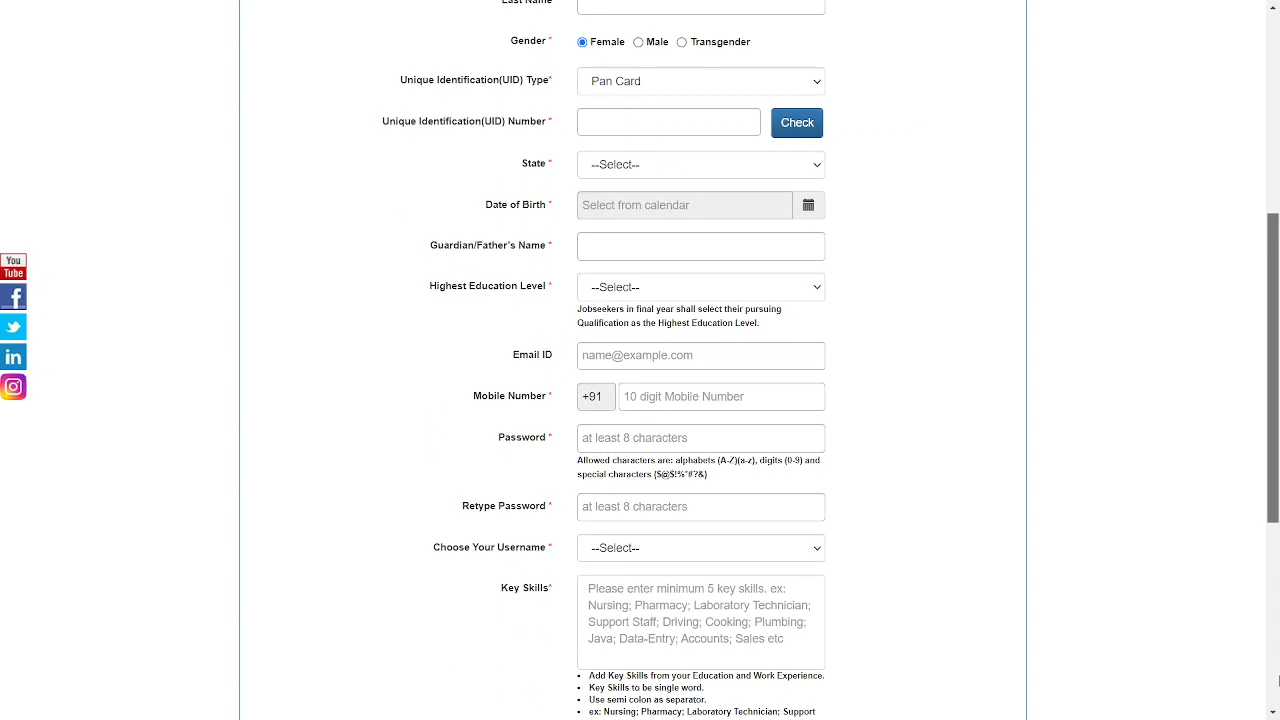 Last Name
Gender *
Female Male Transgender
Unique Identification(UID) Type*
Pan Card
Unique Identification(UID) Number *
Check
State *
--Select--
Date of Birth *
Select from calendar
Guardian/Father's Name *
Highest Education Level *
--Select--
Jobseekers in final year shall select their pursuing
Qualification as the Highest Education Level.
Email ID
name@example.com
Mobile Number *
+91
10 digit Mobile Number
Password *
at least 8 characters
Allowed characters are: alphabets (A-Z)(a-z), digits (0-9) and
special characters ($@$!%*#?&)
Retype Password *
at least 8 characters
Choose Your Username *
--Select--
Key Skills*
Please enter minimum 5 key skills. ex:
Nursing; Pharmacy; Laboratory Technician;
Support Staff; Driving; Cooking; Plumbing;
Java; Data-Entry; Accounts; Sales etc
• Add Key Skills from your Education and Work Experience.
• Key Skills to be single word.
• Use semi colon as separator.
• ex: Nursing; Pharmacy; Laboratory Technician; Support
You
Tube
f
in